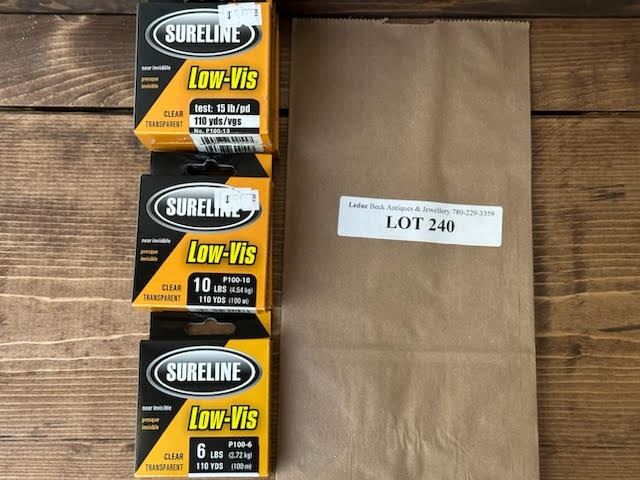 SURELINE
near invisible
presque
invisible
Low-Vis
CLEAR
TRANSPARENT
test: 15 lb/pd
110 yds/vgs
No. P100-15
SURELINE
near invisible
presque
invisible
Low-Vis
CLEAR
TRANSPARENT
P100-10
10 LBS (4.54 kg)
110 YDS (100 m)
SURELINE
near invisible
presque
invisible
Low-Vis
CLEAR
TRANSPARENT
P100-6
6 LBS (2.72 kg)
110 YDS (100 m)
Leduc Beck Antiques & Jewellery 780-229-3359
LOT 240